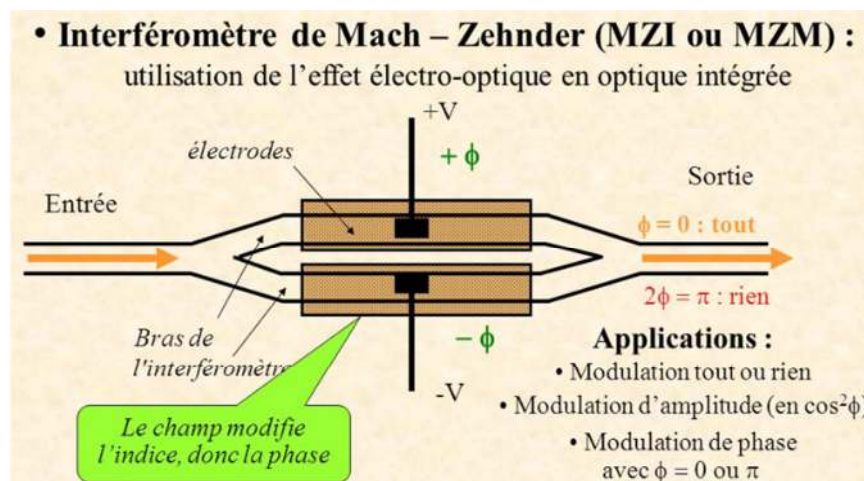 • Interféromètre de Mach – Zehnder (MZI ou MZM) :
utilisation de l'effet électro-optique en optique intégrée
+V
électrodes
+ ϕ
Sortie
Entrée
ϕ = 0 : tout
2ϕ = π : rien
Bras de
l'interféromètre
– ϕ
-V
Applications :
• Modulation tout ou rien
• Modulation d'amplitude (en cos²ϕ)
• Modulation de phase
avec ϕ = 0 ou π
Le champ modifie
l'indice, donc la phase